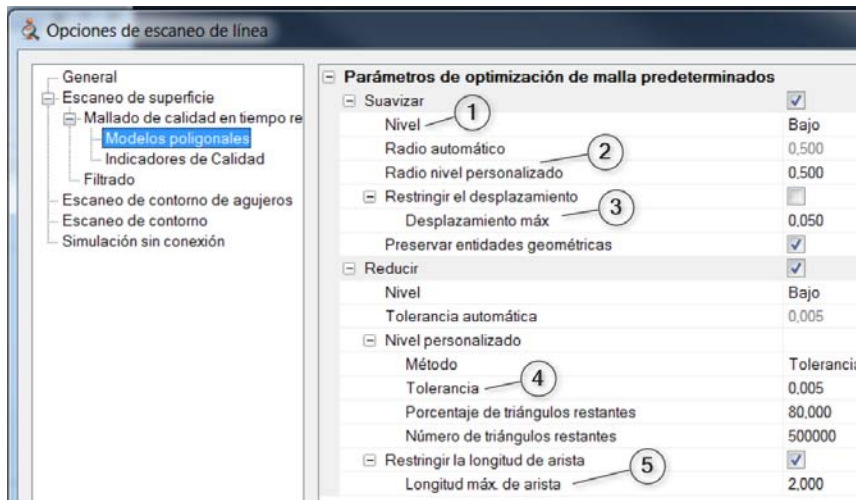 Opciones de escaneo de línea
General
Escaneo de superficie
Mallado de calidad en tiempo re
Modelos poligonales
Indicadores de Calidad
Filtrado
Escaneo de contorno de agujeros
Escaneo de contorno
Simulación sin conexión
Parámetros de optimización de malla predeterminados
Suavizar
Nivel 1 Bajo
Radio automático 0,500
2
Radio nivel personalizado 0,500
Restringir el desplazamiento
3
Desplazamiento máx 0,050
Preservar entidades geométricas
Reducir
Nivel Bajo
Tolerancia automática 0,005
Nivel personalizado
Método Tolerancia
Tolerancia 4 0,005
Porcentaje de triángulos restantes 80,000
Número de triángulos restantes 500000
Restringir la longitud de arista
5
Longitud máx. de arista 2,000